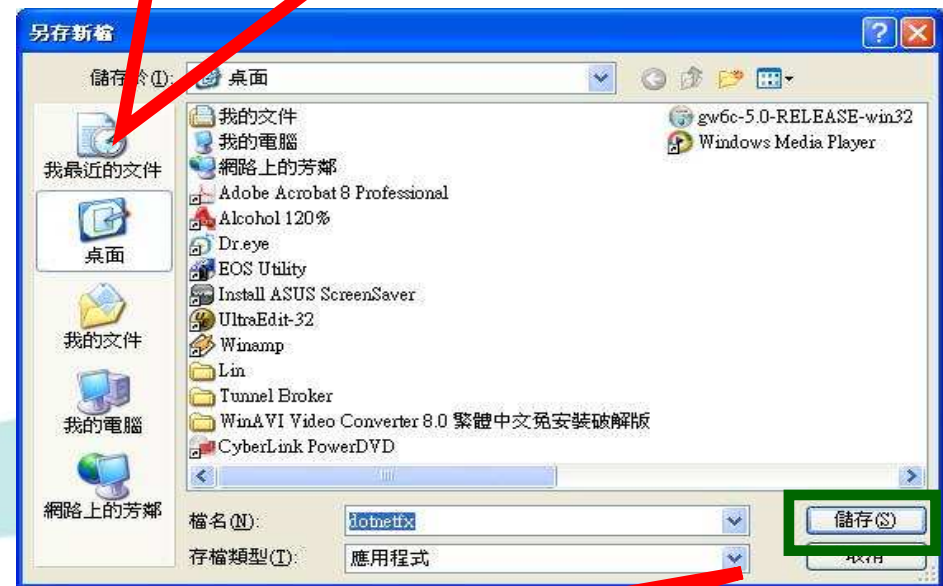 另存新檔
儲存於(I):
桌面
我的文件
我的電腦
網路上的芳鄰
Adobe Acrobat 8 Professional
Alcohol 120%
Dr.eye
EOS Utility
Install ASUS ScreenSaver
UltraEdit-32
Winamp
Lin
Tunnel Broker
WinAVI Video Converter 8.0 繁體中文免安裝破解版
CyberLink PowerDVD
gw6c-5.0-RELEASE-win32
Windows Media Player
我最近的文件
桌面
我的文件
我的電腦
網路上的芳鄰
檔名(N):
dotnetfx
儲存(S)
存檔類型(T):
應用程式
取消